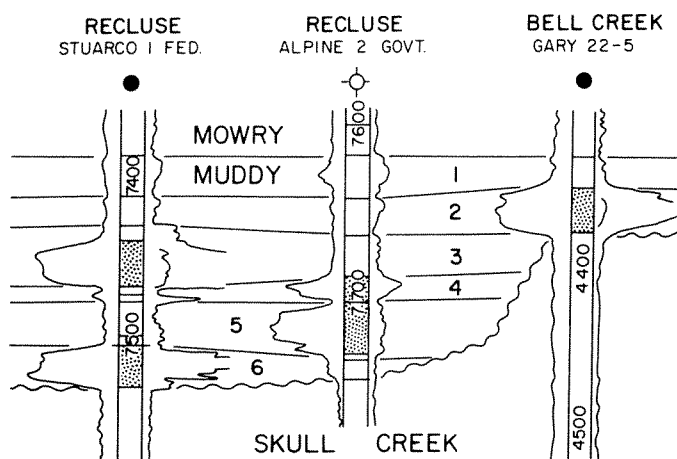 RECLUSE
STUARCO 1 FED.
RECLUSE
ALPINE 2 GOVT.
BELL CREEK
GARY 22-5
MOWRY
MUDDY
7400
7500
7600
7700
4400
4500
1
2
3
4
5
6
SKULL CREEK